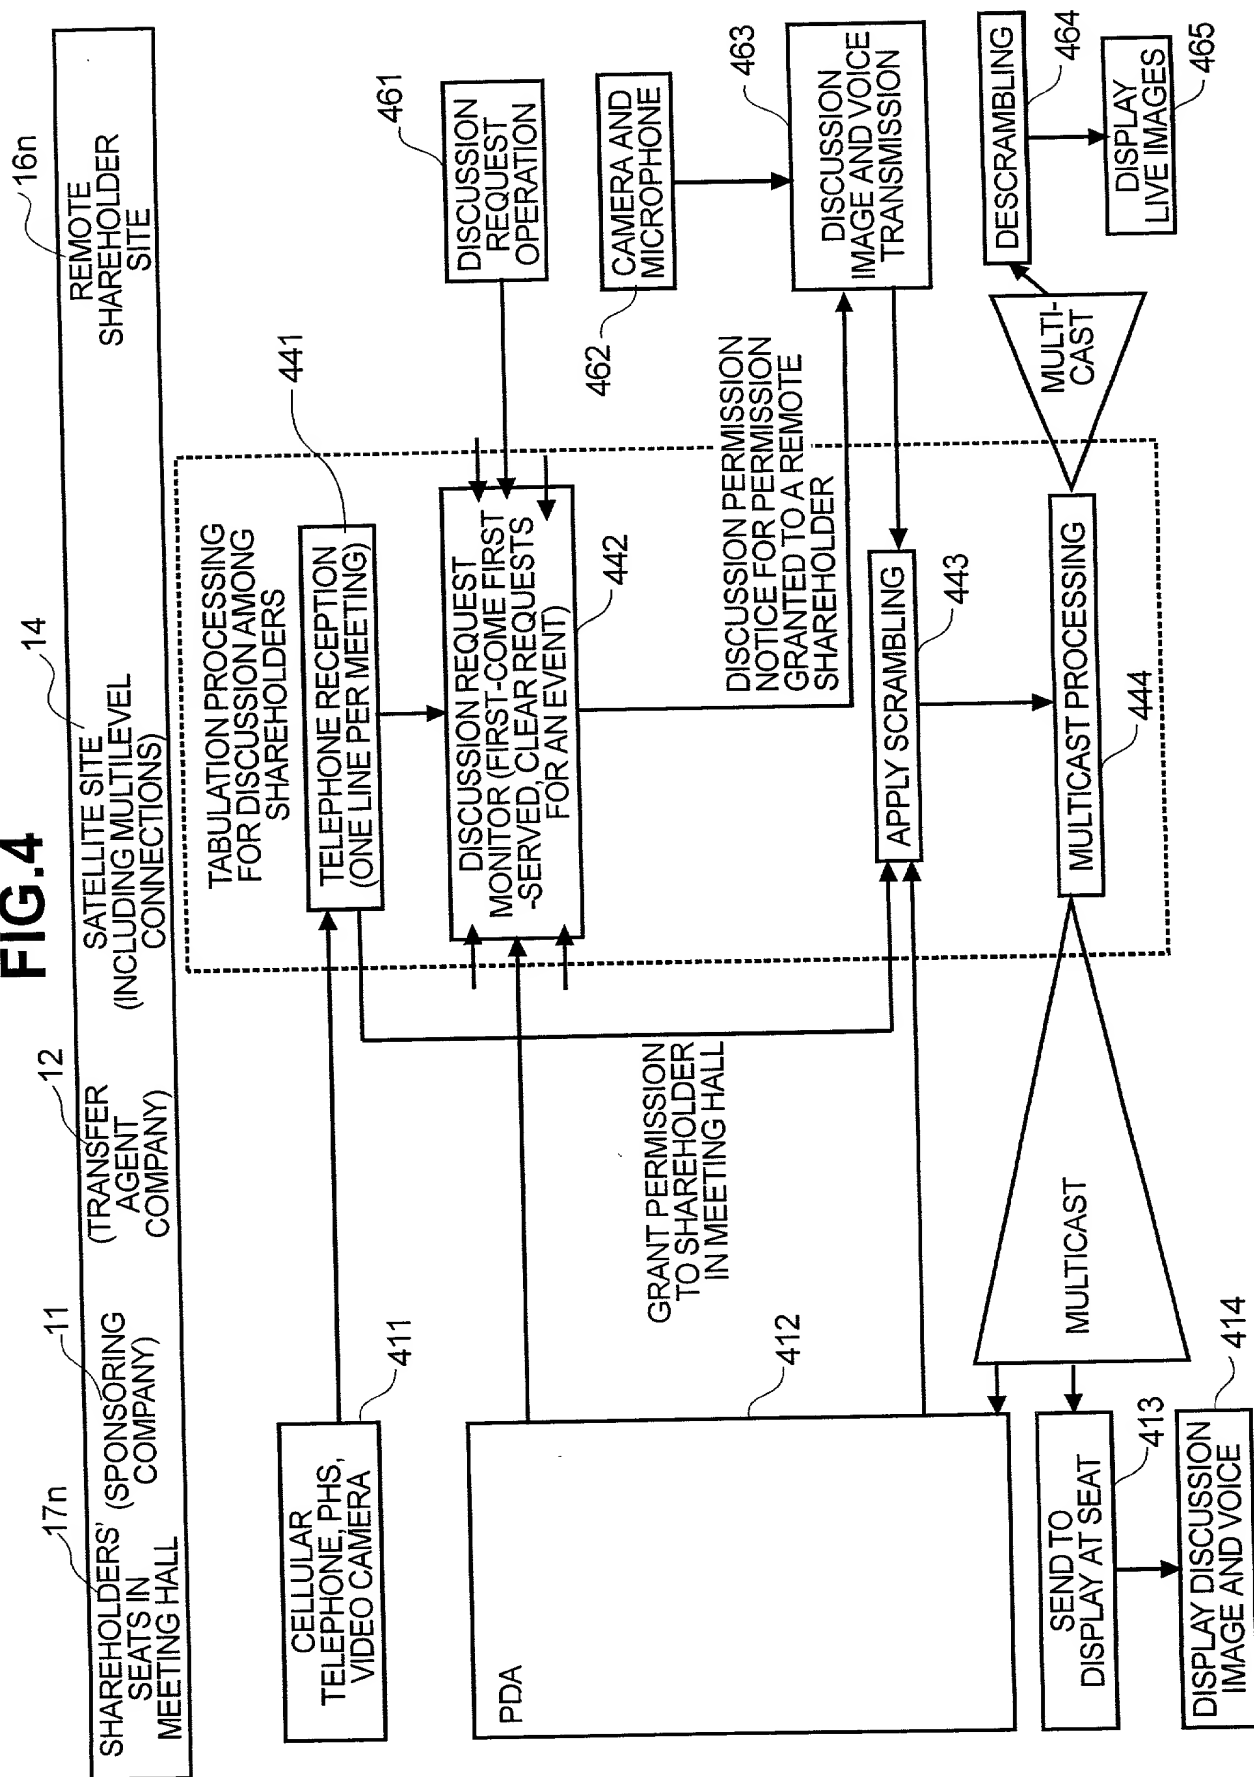 FIG.4
17n
SHAREHOLDERS'
SEATS IN
MEETING HALL
11
(SPONSORING
COMPANY)
12
(TRANSFER
AGENT
COMPANY)
14
SATELLITE SITE
(INCLUDING MULTILEVEL
CONNECTIONS)
16n
REMOTE
SHAREHOLDER
SITE
TABULATION PROCESSING
FOR DISCUSSION AMONG
SHAREHOLDERS
CELLULAR
TELEPHONE, PHS,
VIDEO CAMERA
411
TELEPHONE RECEPTION
(ONE LINE PER MEETING)
441
DISCUSSION REQUEST
MONITOR (FIRST-COME FIRST
-SERVED, CLEAR REQUESTS
FOR AN EVENT)
442
DISCUSSION
REQUEST
OPERATION
461
CAMERA AND
MICROPHONE
462
PDA
412
GRANT PERMISSION
TO SHAREHOLDER
IN MEETING HALL
DISCUSSION PERMISSION
NOTICE FOR PERMISSION
GRANTED TO A REMOTE
SHAREHOLDER
DISCUSSION
IMAGE AND VOICE
TRANSMISSION
463
APPLY SCRAMBLING
443
MULTICAST PROCESSING
444
MULTICAST
MULTI-
CAST
DESCRAMBLING
464
DISPLAY
LIVE IMAGES
465
SEND TO
DISPLAY AT SEAT
413
DISPLAY DISCUSSION
IMAGE AND VOICE
414